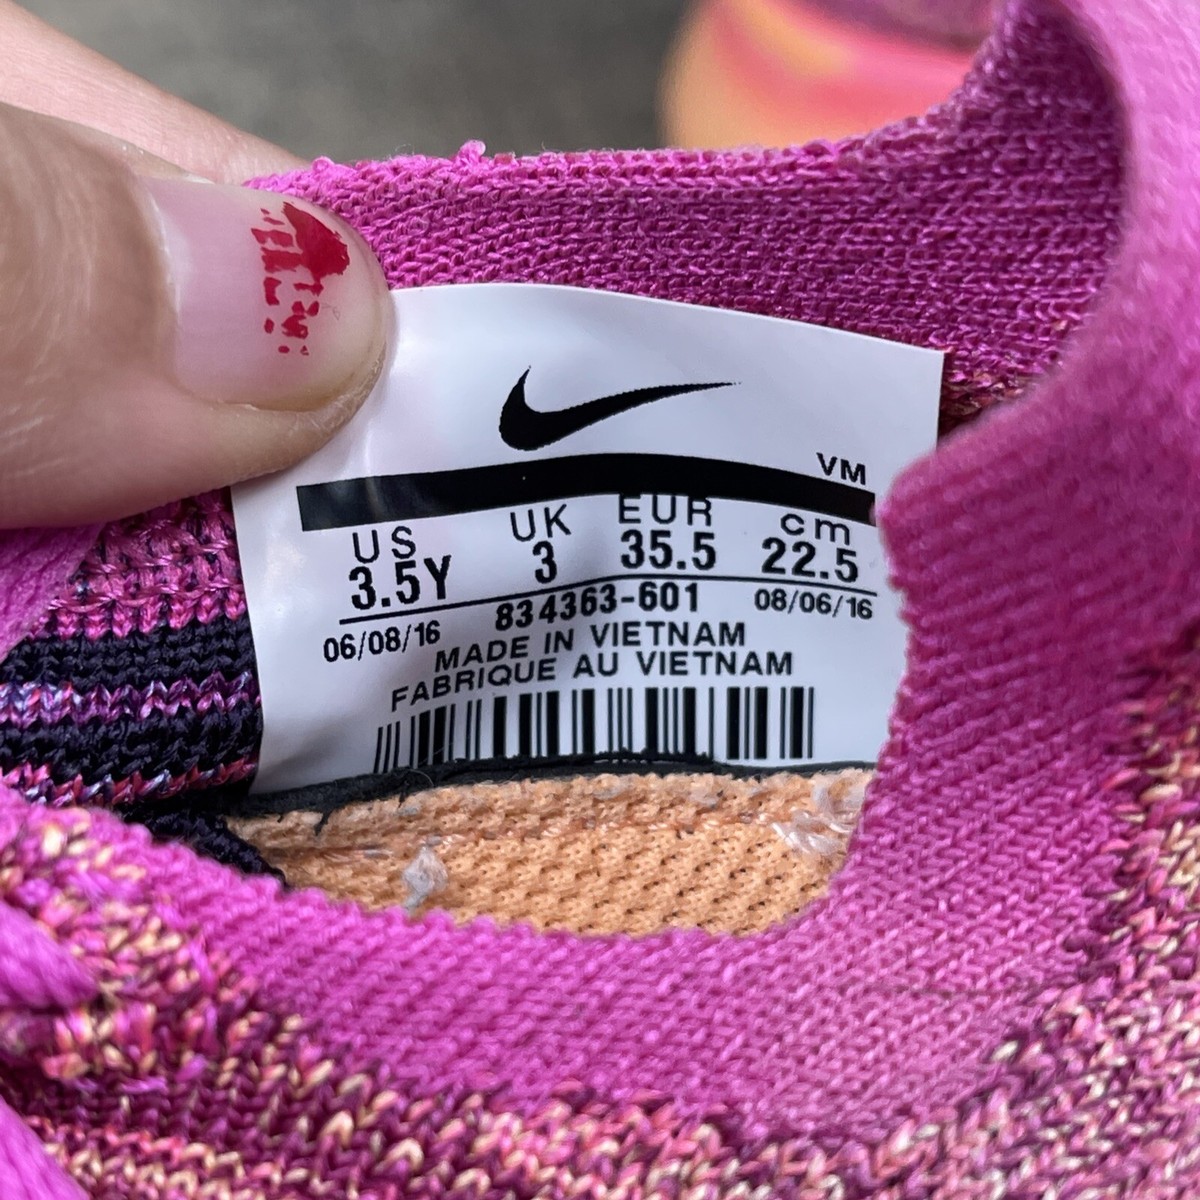 VM
US UK EUR cm
3.5Y 3 35.5 22.5
834363-601
06/08/16 08/06/16
MADE IN VIETNAM
FABRIQUE AU VIETNAM